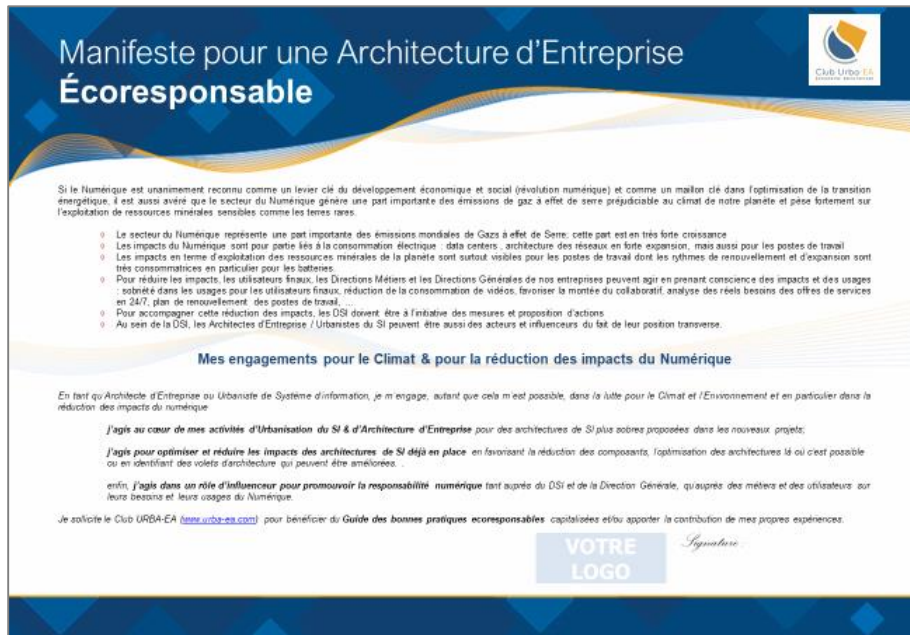 Manifeste pour une Architecture d'Entreprise
Écoresponsable
Club Urba-EA
Si le Numérique est unanimement reconnu comme un levier clé du développement économique et social (révolution numérique) et comme un maillon clé dans l'optimisation de la transition
énergétique, il est aussi avéré que le secteur du Numérique génère une part importante des émissions de gaz à effet de serre préjudiciable au climat de notre planète et pèse fortement sur
l'exploitation de ressources minérales sensibles comme les terres rares.
Le secteur du Numérique représente une part importante des émissions mondiales de Gazs à effet de Serre; cette part est en très forte croissance
Les impacts du Numérique sont pour partie liés à la consommation électrique : data centers , architecture des réseaux en forte expansion, mais aussi pour les postes de travail
Les impacts en terme d'exploitation des ressources minérales de la planète sont surtout visibles pour les postes de travail dont les rythmes de renouvellement et d'expansion sont
très consommatrices en particulier pour les batteries.
Pour réduire les impacts, les utilisateurs finaux, les Directions Métiers et les Directions Générales de nos entreprises peuvent agir en prenant conscience des impacts et des usages
: sobriété dans les usages pour les utilisateurs finaux, réduction de la consommation de vidéos, favoriser la montée du collaboratif, analyse des réels besoins des offres de services
en 24/7, plan de renouvellement des postes de travail, ...
Pour accompagner cette réduction des impacts, les DSI doivent être à l'initiative des mesures et proposition d'actions
Au sein de la DSI, les Architectes d'Entreprise / Urbanistes du SI peuvent être aussi des acteurs et influenceurs du fait de leur position transverse.
Mes engagements pour le Climat & pour la réduction des impacts du Numérique
En tant qu'Architecte d'Entreprise ou Urbaniste de Système d'information, je m'engage, autant que cela m'est possible, dans la lutte pour le Climat et l'Environnement et en particulier dans la
réduction des impacts du numérique
j'agis au cœur de mes activités d'Urbanisation du SI & d'Architecture d'Entreprise pour des architectures de SI plus sobres proposées dans les nouveaux projets;
j'agis pour optimiser et réduire les impacts des architectures de SI déjà en place en favorisant la réduction des composants, l'optimisation des architectures là où c'est possible
ou en identifiant des volets d'architecture qui peuvent être améliorées. .
enfin, j'agis dans un rôle d'influenceur pour promouvoir la responsabilité numérique tant auprès du DSI et de la Direction Générale, qu'auprès des métiers et des utilisateurs sur
leurs besoins et leurs usages du Numérique.
Je sollicite le Club URBA-EA (www.urba-ea.com) pour bénéficier du Guide des bonnes pratiques ecoresponsables capitalisées et/ou apporter la contribution de mes propres expériences.
VOTRE
LOGO
Signature